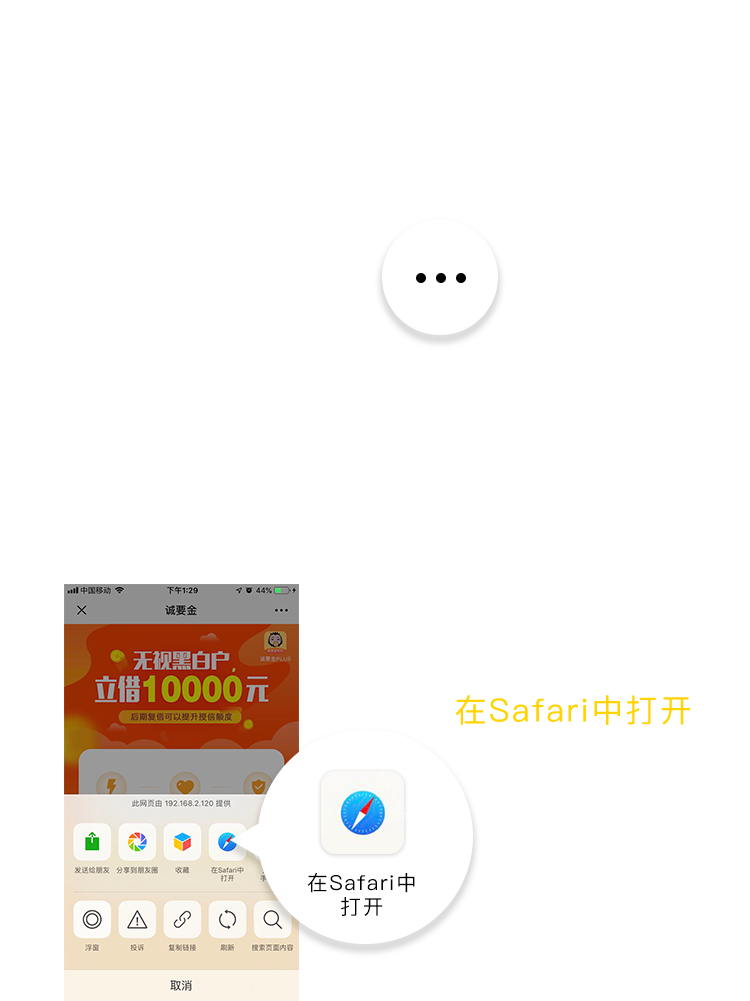 中国移动
下午1:29
44%
诚要金
诚要金PLUS
无视黑白户,
立借10000元
后期复借可以提升授信额度
在Safari中打开
此网页由 192.168.2.120 提供
发送给朋友
分享到朋友圈
收藏
在Safari中
打开
手
在Safari中
打开
浮窗
投诉
复制链接
刷新
搜索页面内容
取消